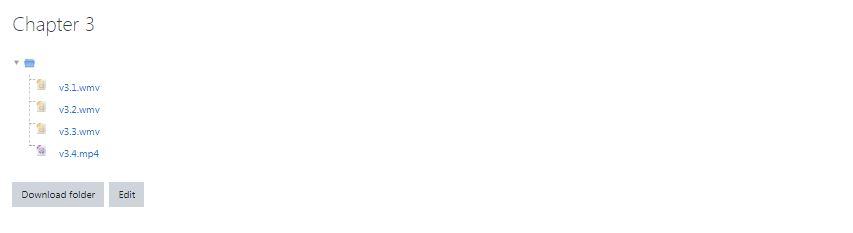 Chapter 3
v3.1.wmv
v3.2.wmv
v3.3.wmv
v3.4.mp4
Download folder Edit